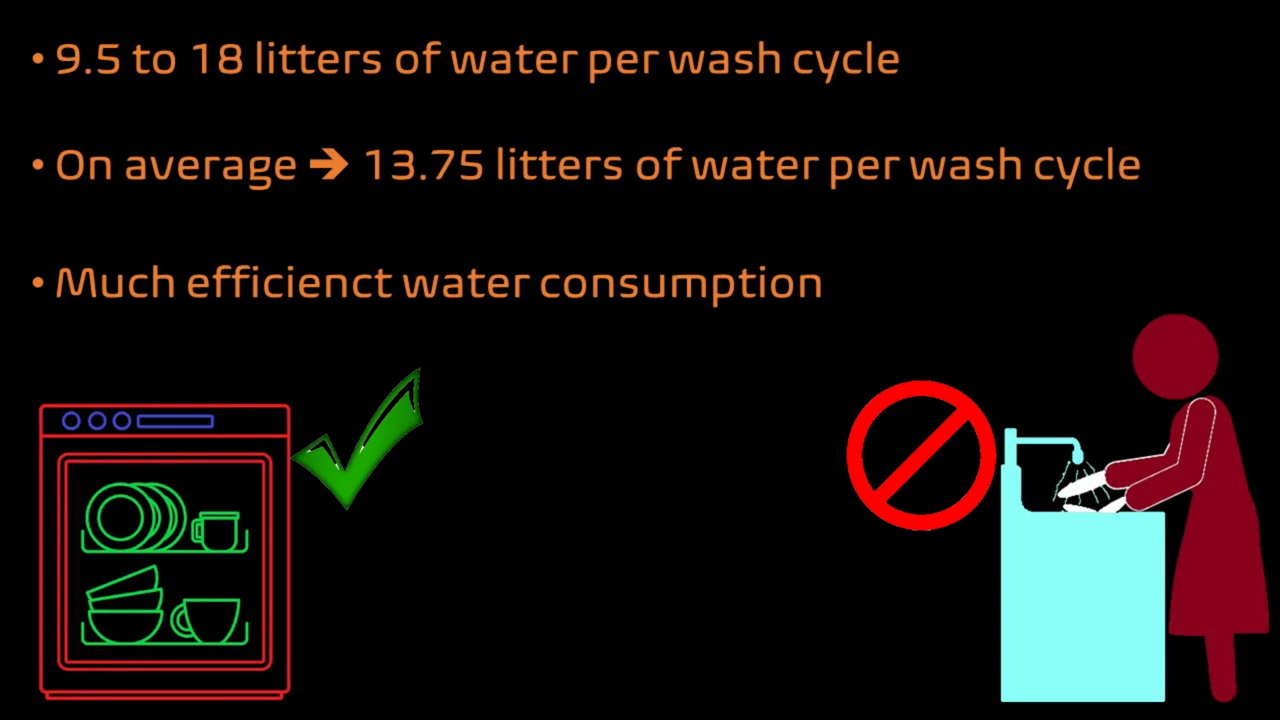 • 9.5 to 18 litters of water per wash cycle
• On average ➔ 13.75 litters of water per wash cycle
• Much efficienct water consumption